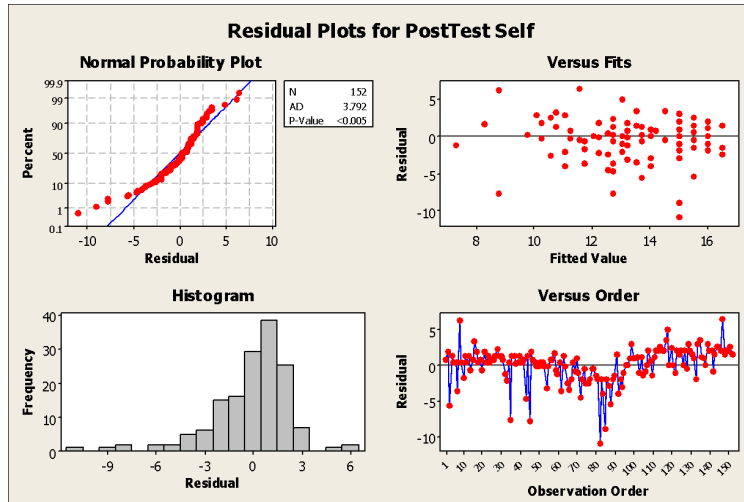 Residual Plots for PostTest Self
Normal Probability Plot
99.9
99
90
50
10
1
0.1
Percent
-10 -5 0 5 10
Residual
N 152
AD 3.792
P-Value <0.005
Versus Fits
5
0
-5
-10
Residual
8 10 12 14 16
Fitted Value
Histogram
40
30
20
10
0
Frequency
-9 -6 -3 0 3 6
Residual
Versus Order
5
0
-5
-10
Residual
1 10 20 30 40 50 60 70 80 90 100 110 120 130 140 150
Observation Order